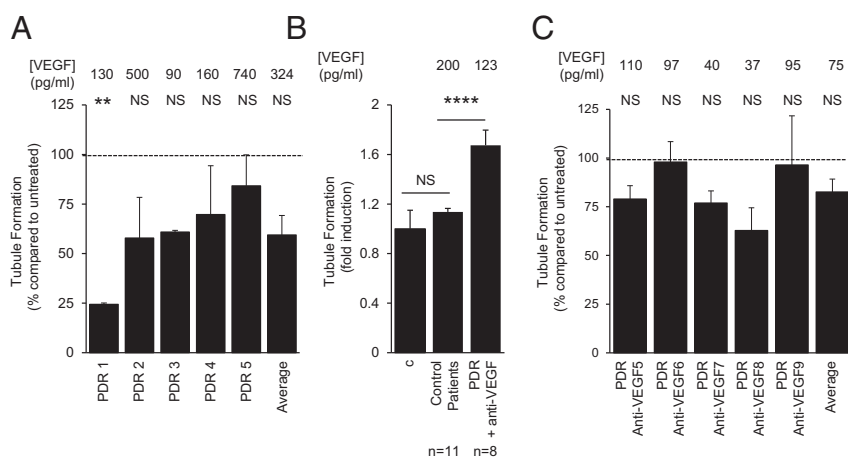 A
[VEGF]
(pg/ml)
130 500 90 160 740 324
** NS NS NS NS NS
125
100
75
50
25
0
Tubule Formation
(% compared to untreated)
PDR 1
PDR 2
PDR 3
PDR 4
PDR 5
Average
B
[VEGF]
(pg/ml)
200 123
****
NS
2
1.6
1.2
0.8
0.4
0
Tubule Formation
(fold induction)
c
Control
Patients
PDR
+ anti-VEGF
n=11 n=8
C
[VEGF]
(pg/ml)
110 97 40 37 95 75
NS NS NS NS NS NS
125
100
75
50
25
0
Tubule Formation
(% compared to untreated)
PDR
Anti-VEGF5
PDR
Anti-VEGF6
PDR
Anti-VEGF7
PDR
Anti-VEGF8
PDR
Anti-VEGF9
Average